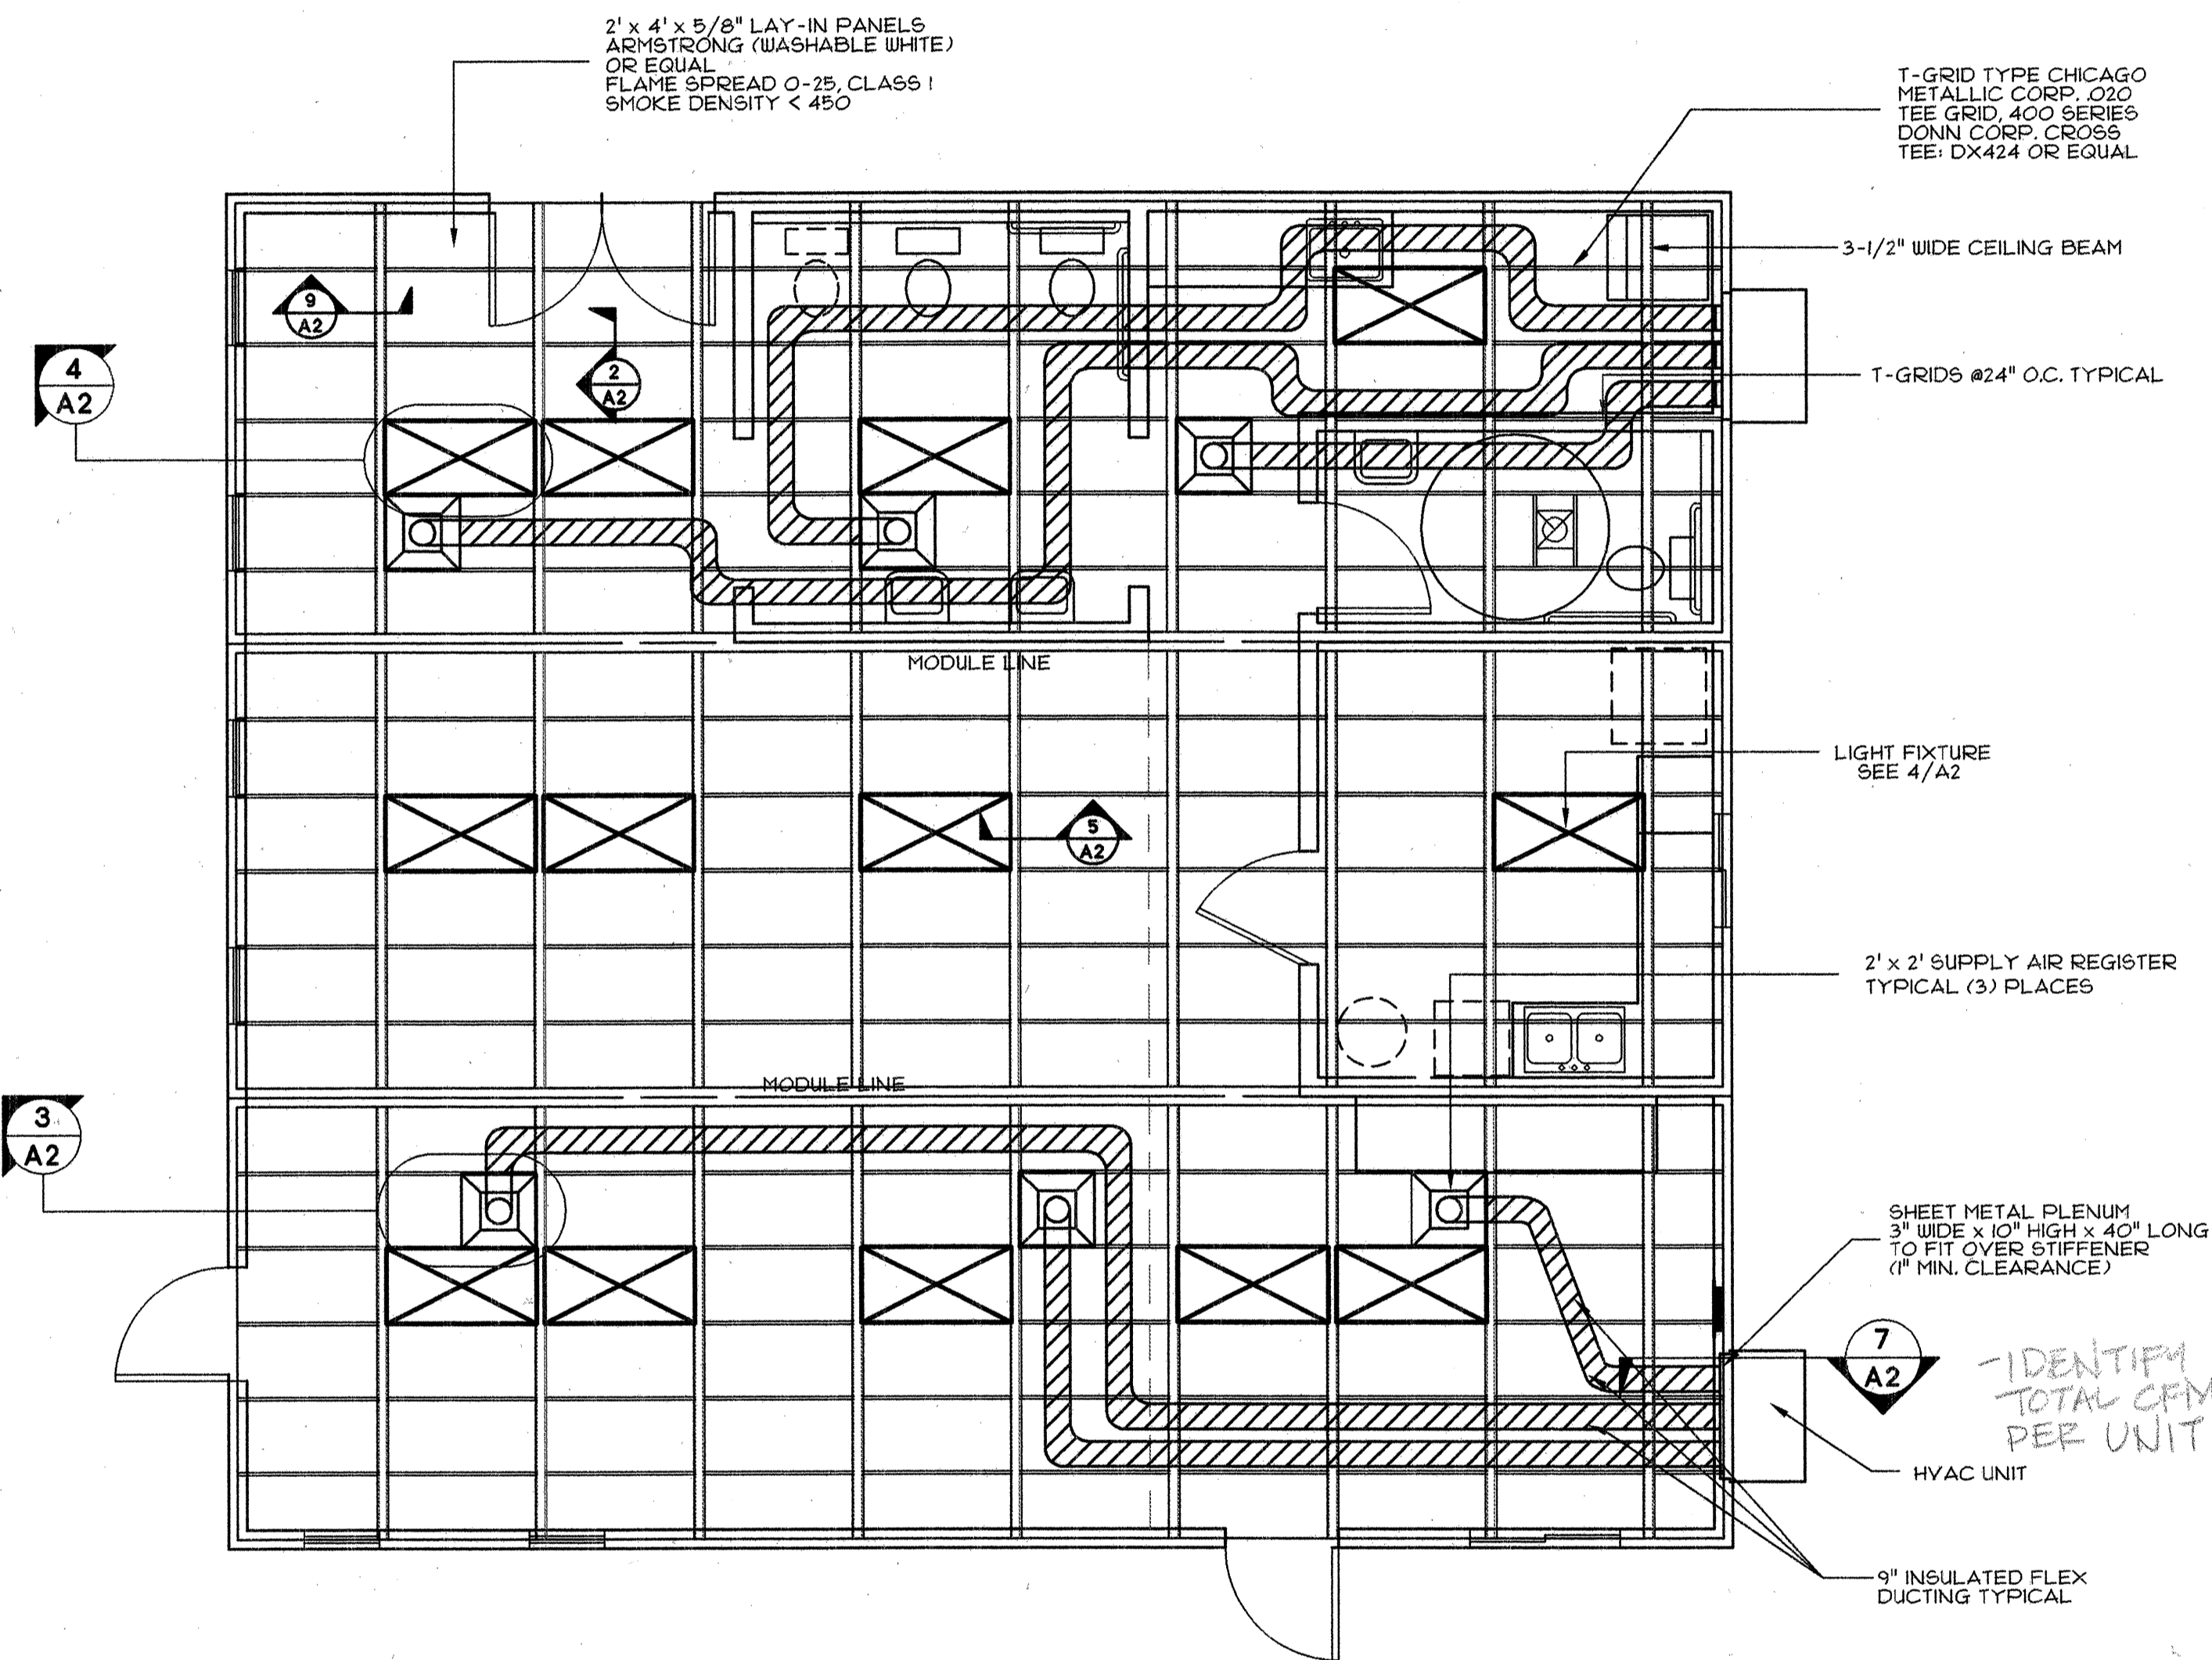 2' x 4' x 5/8" LAY-IN PANELS
ARMSTRONG (WASHABLE WHITE)
OR EQUAL
FLAME SPREAD 0-25, CLASS I
SMOKE DENSITY < 450
T-GRID TYPE CHICAGO
METALLIC CORP. .020
TEE GRID, 400 SERIES
DONN CORP. CROSS
TEE: DX424 OR EQUAL
3-1/2" WIDE CEILING BEAM
9
A2
4
A2
2
A2
T-GRIDS @24" O.C. TYPICAL
MODULE LINE
LIGHT FIXTURE
SEE 4/A2
5
A2
2' x 2' SUPPLY AIR REGISTER
TYPICAL (3) PLACES
MODULE LINE
3
A2
SHEET METAL PLENUM
3" WIDE x 10" HIGH x 40" LONG
TO FIT OVER STIFFENER
(1" MIN. CLEARANCE)
7
A2
-IDENTIFY
TOTAL CFM
PER UNIT
HVAC UNIT
9" INSULATED FLEX
DUCTING TYPICAL